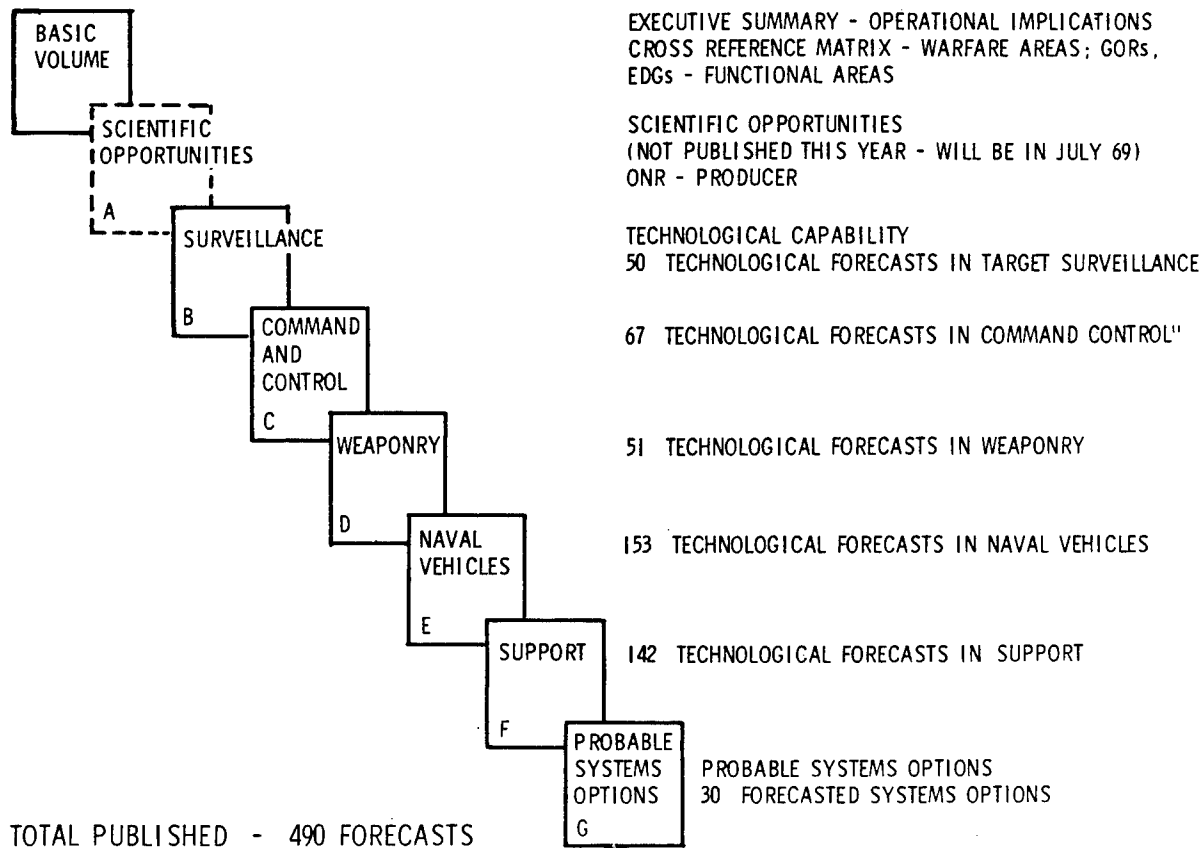 BASIC
VOLUME
EXECUTIVE SUMMARY - OPERATIONAL IMPLICATIONS
CROSS REFERENCE MATRIX - WARFARE AREAS; GORs,
EDGs - FUNCTIONAL AREAS
SCIENTIFIC
OPPORTUNITIES
A
SCIENTIFIC OPPORTUNITIES
(NOT PUBLISHED THIS YEAR - WILL BE IN JULY 69)
ONR - PRODUCER
SURVEILLANCE
B
TECHNOLOGICAL CAPABILITY
50 TECHNOLOGICAL FORECASTS IN TARGET SURVEILLANCE
COMMAND
AND
CONTROL
C
67 TECHNOLOGICAL FORECASTS IN COMMAND CONTROL"
WEAPONRY
D
51 TECHNOLOGICAL FORECASTS IN WEAPONRY
NAVAL
VEHICLES
E
153 TECHNOLOGICAL FORECASTS IN NAVAL VEHICLES
SUPPORT
F
142 TECHNOLOGICAL FORECASTS IN SUPPORT
PROBABLE
SYSTEMS
OPTIONS
G
PROBABLE SYSTEMS OPTIONS
30 FORECASTED SYSTEMS OPTIONS
TOTAL PUBLISHED - 490 FORECASTS